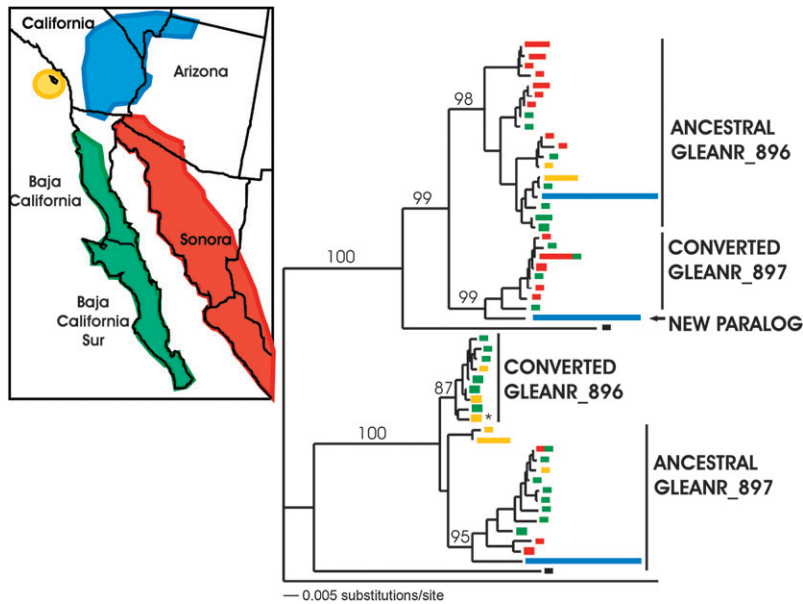 California
Arizona
Baja
California
Sonora
Baja
California
Sur
98
ANCESTRAL
GLEANR_896
99
CONVERTED
GLEANR_897
100
99
NEW PARALOG
CONVERTED
GLEANR_896
87
*
100
ANCESTRAL
GLEANR_897
95
0.005 substitutions/site